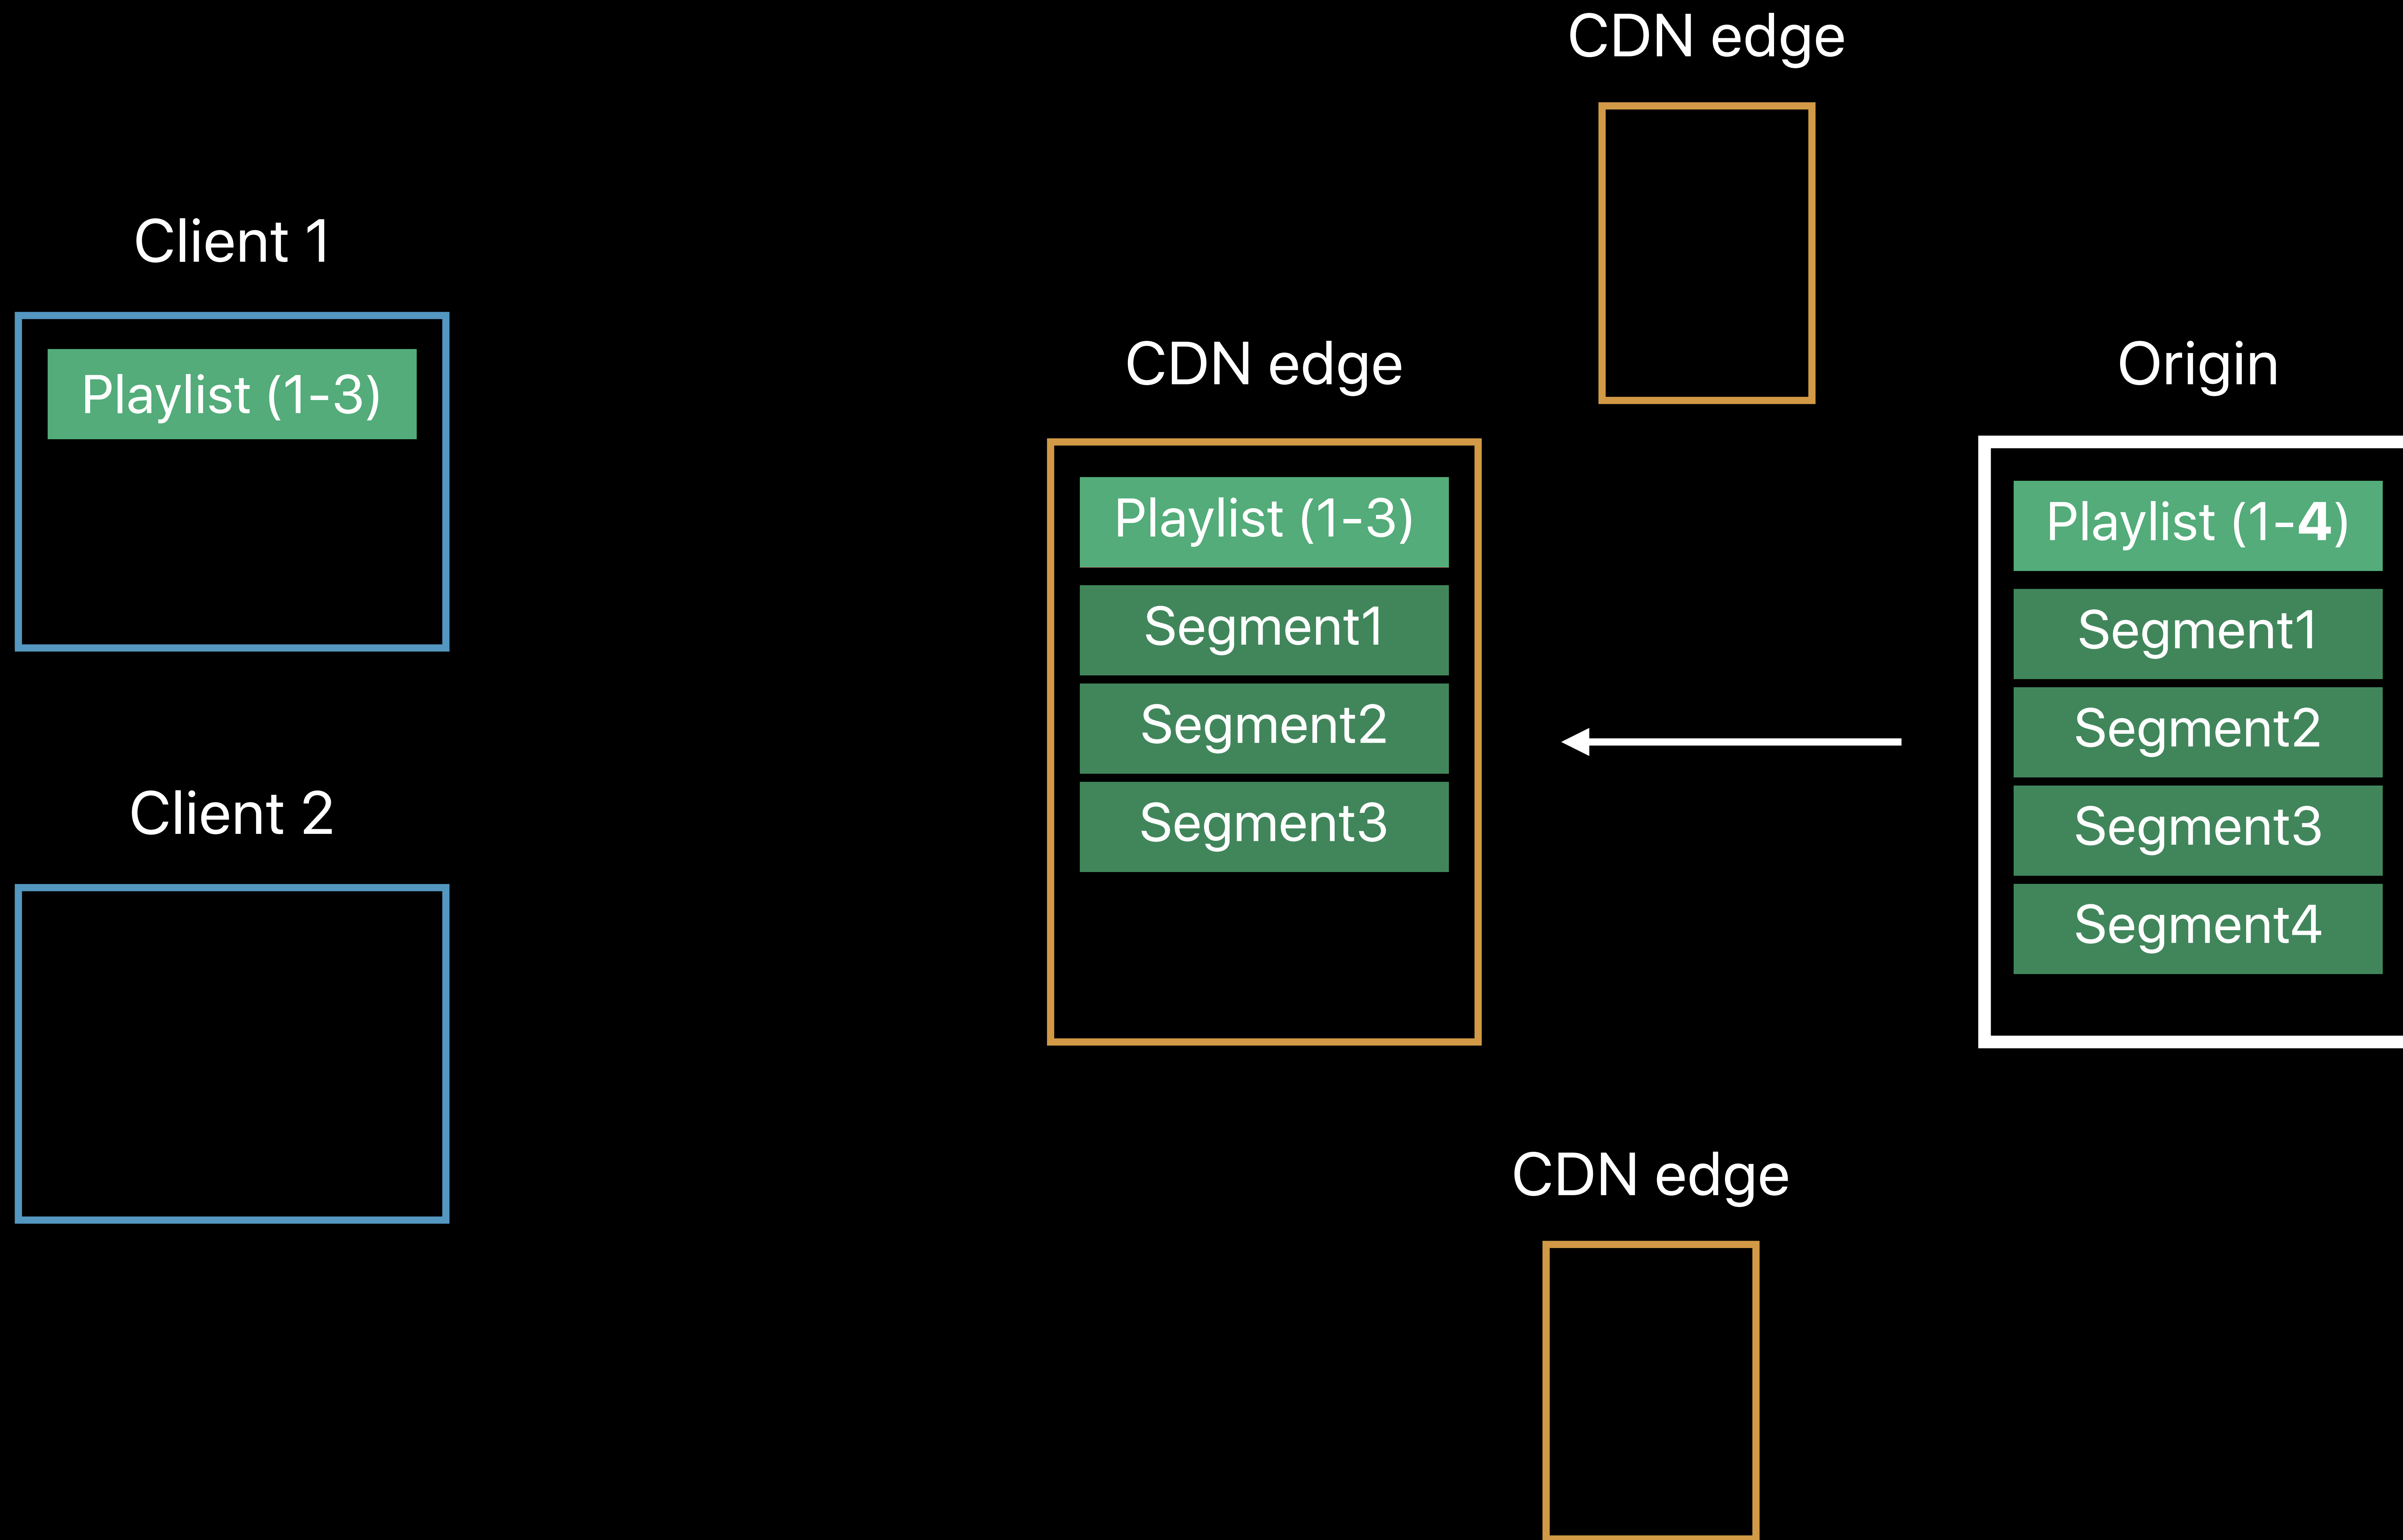 CDN edge
Client 1
Playlist (1-3)
Client 2
CDN edge
Playlist (1-3)
Segment1
Segment2
Segment3
Origin
Playlist (1-4)
Segment1
Segment2
Segment3
Segment4
CDN edge